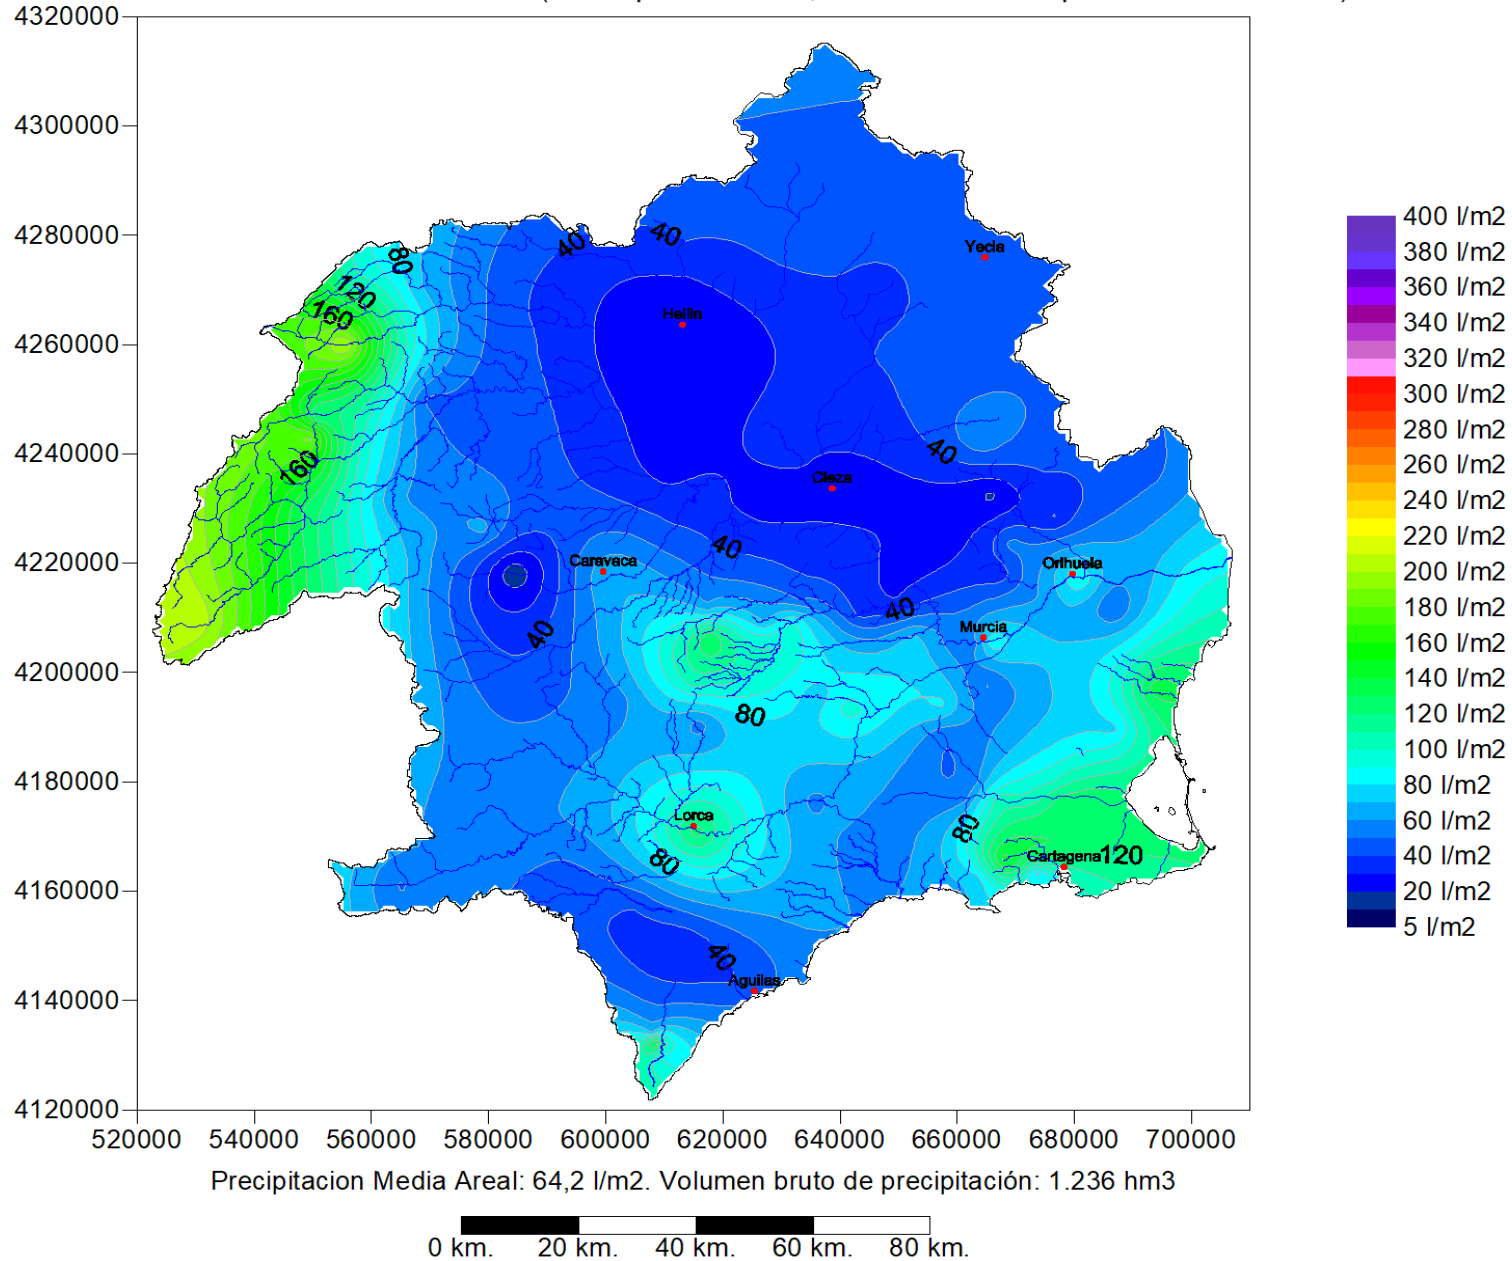 4320000
4300000
4280000
4260000
4240000
4220000
4200000
4180000
4160000
4140000
4120000
520000 540000 560000 580000 600000 620000 640000 660000 680000 700000
40
40
80
Yecla
120
160
Hellin
40
160
Cieza
40
Caravaca
Orihuela
40
40
Murcia
80
Lorca
80
80
Cartagena 120
40
Aguilas
400 l/m2
380 l/m2
360 l/m2
340 l/m2
320 l/m2
300 l/m2
280 l/m2
260 l/m2
240 l/m2
220 l/m2
200 l/m2
180 l/m2
160 l/m2
140 l/m2
120 l/m2
100 l/m2
80 l/m2
60 l/m2
40 l/m2
20 l/m2
5 l/m2
Precipitacion Media Areal: 64,2 l/m2. Volumen bruto de precipitación: 1.236 hm3
0 km. 20 km. 40 km. 60 km. 80 km.